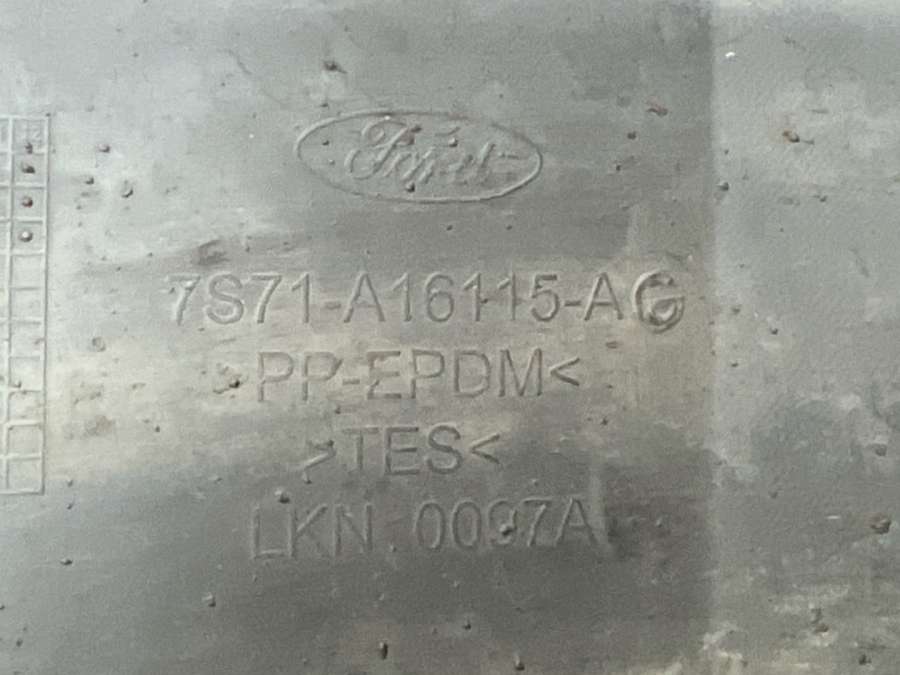 Ford
7S71-A16115-AG
>PP-EPDM<
>TES<
LKN 0097A